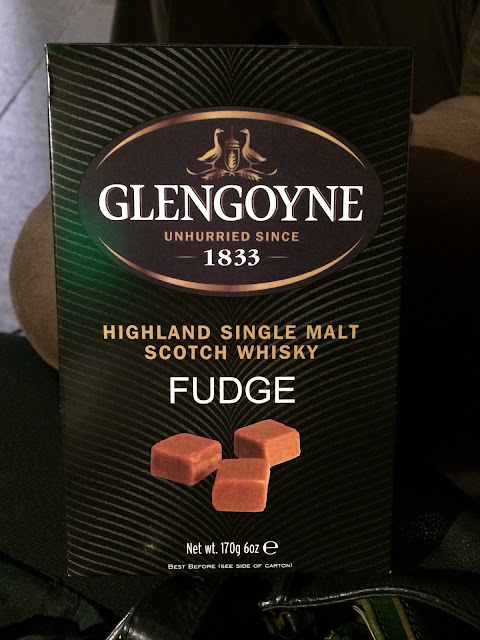 GLENGOYNE
UNHURRIED SINCE
1833
HIGHLAND SINGLE MALT
SCOTCH WHISKY
FUDGE
Net wt. 170g 6oz ℮
BEST BEFORE (SEE SIDE OF CARTON)